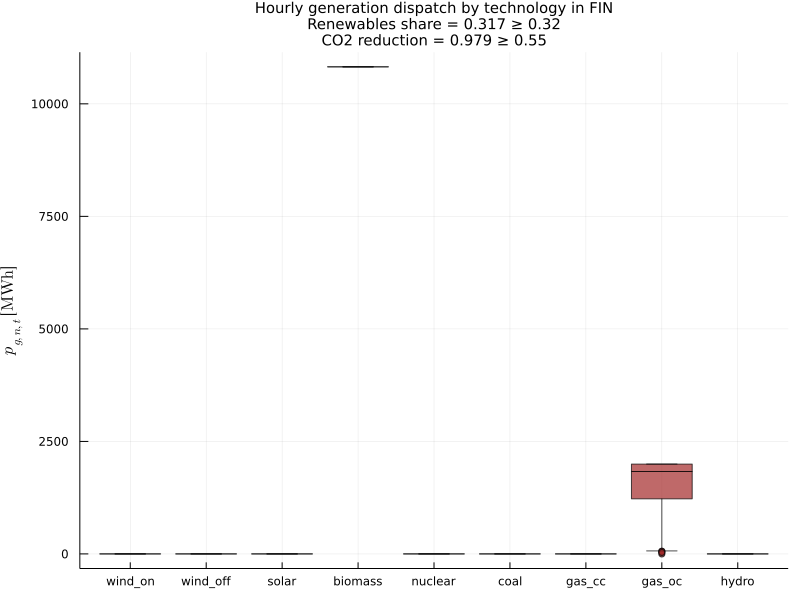 Hourly generation dispatch by technology in FIN
Renewables share = 0.317 ≥ 0.32
CO2 reduction = 0.979 ≥ 0.55
p g,n,t [MWh]
10000
7500
5000
2500
0
wind_on wind_off solar biomass nuclear coal gas_cc gas_oc hydro